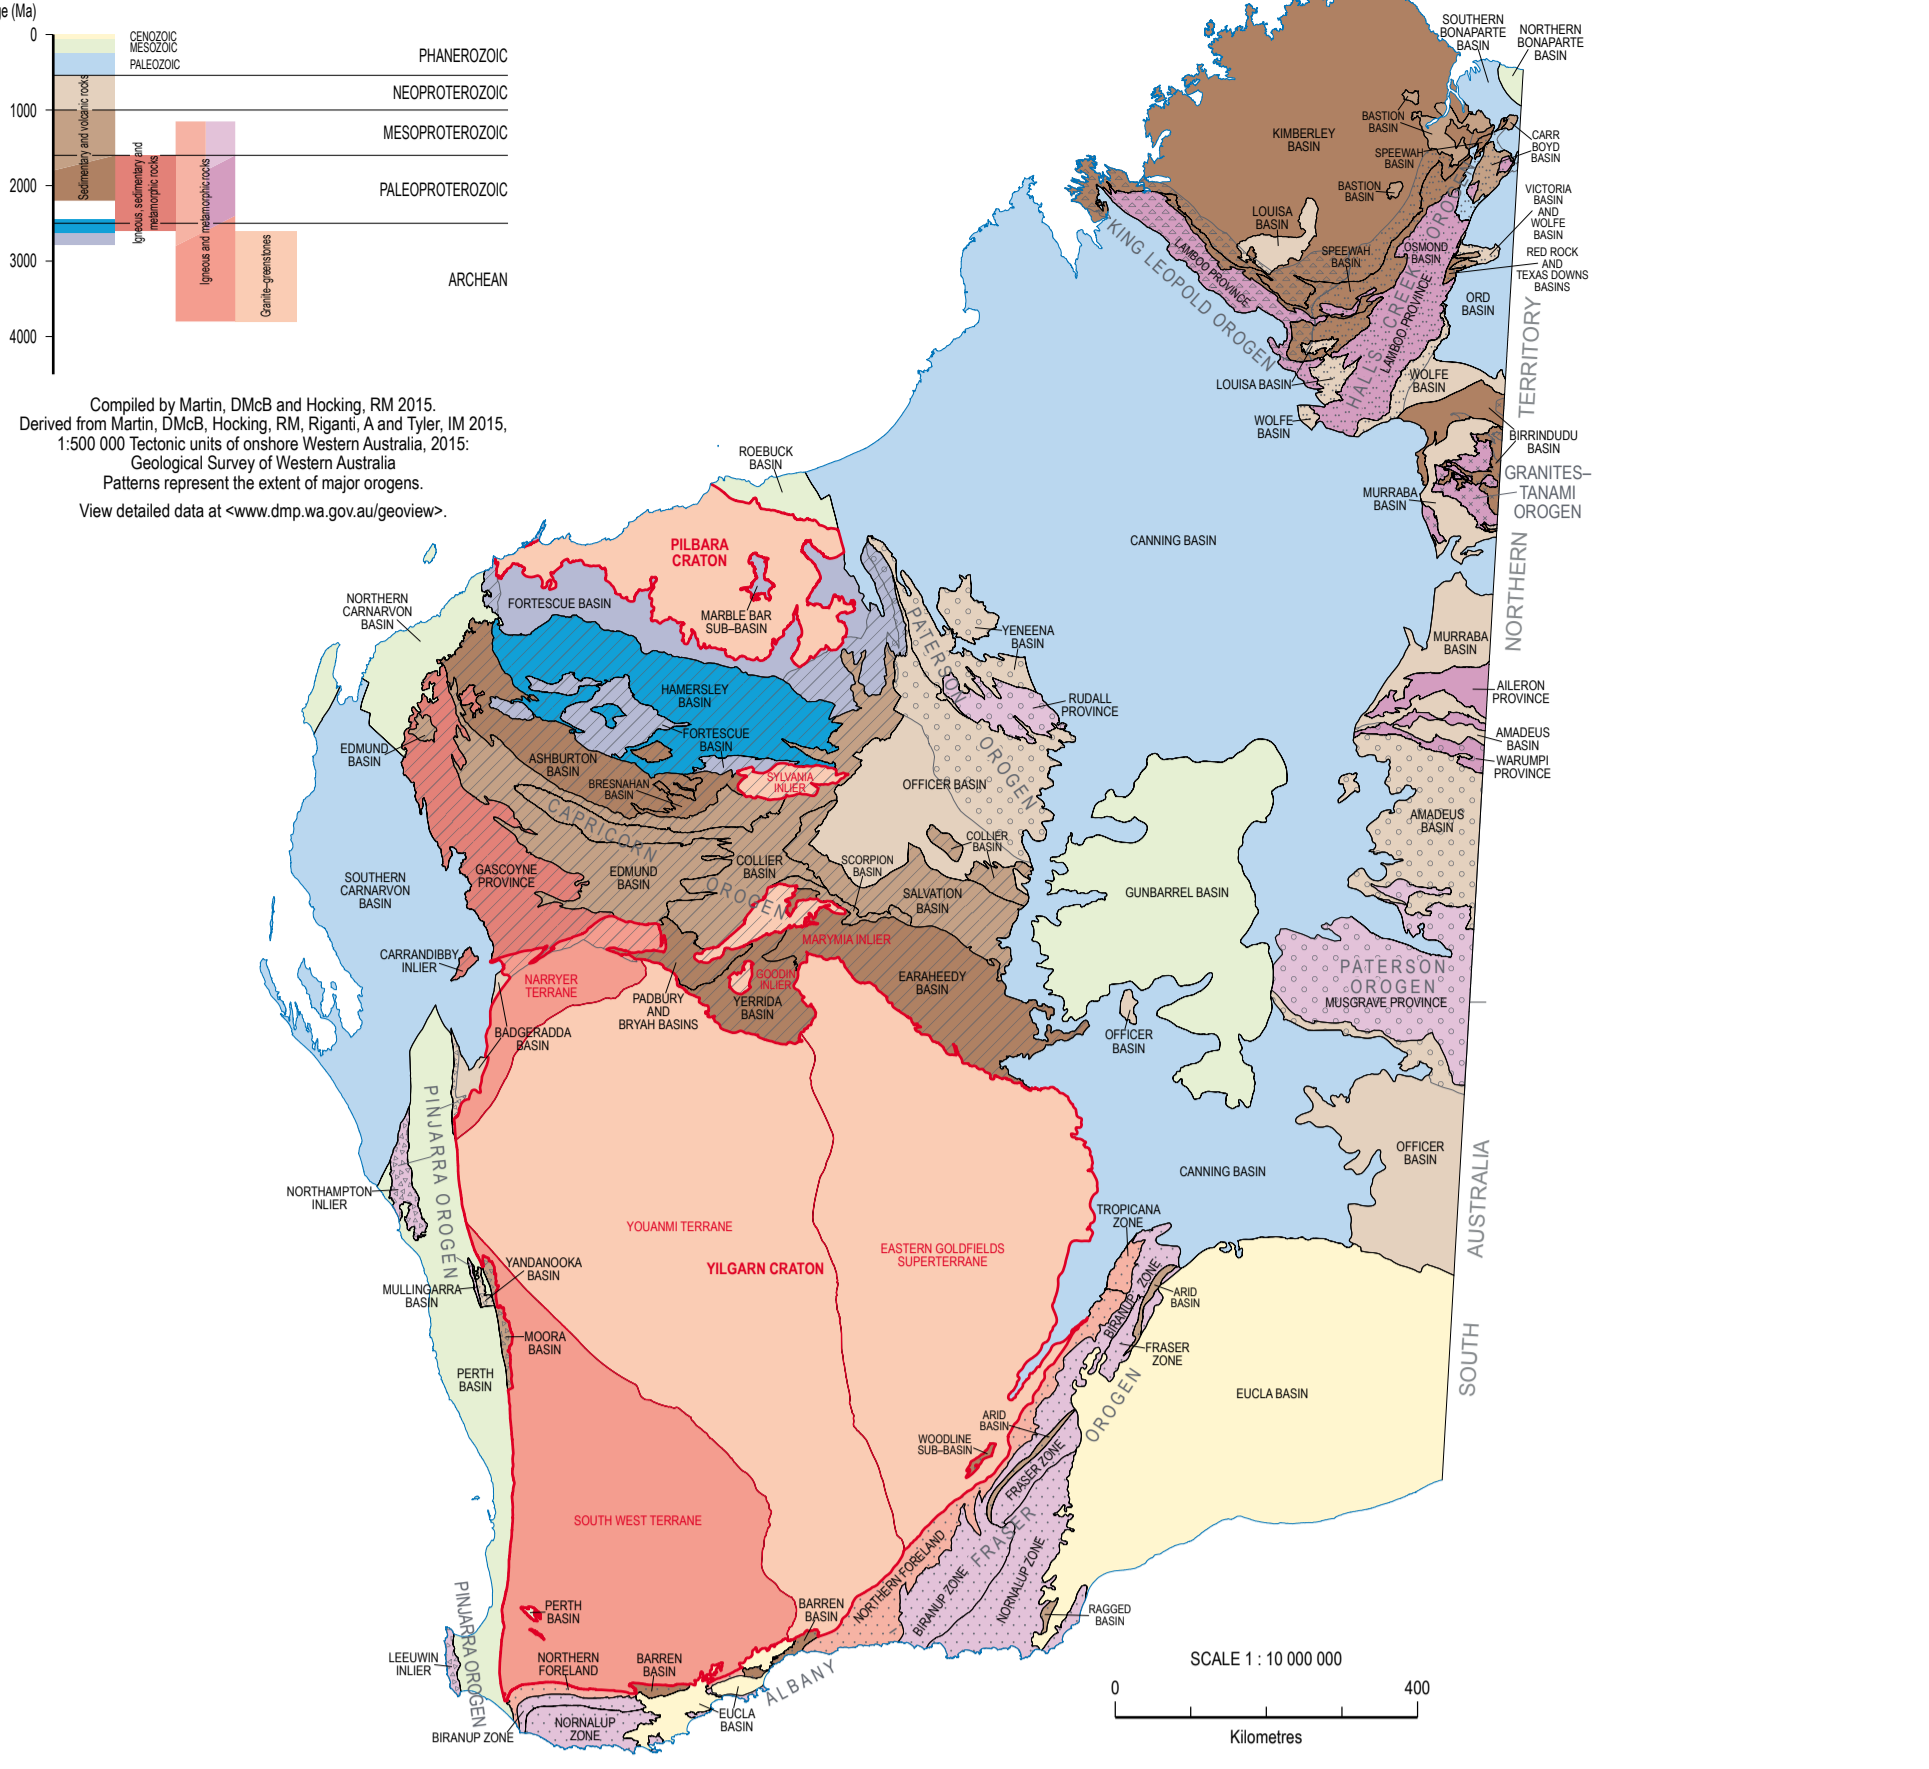 ge (Ma)
0
1000
2000
3000
4000
CENOZOIC
MESOZOIC
PALEOZOIC
PHANEROZOIC
NEOPROTEROZOIC
MESOPROTEROZOIC
PALEOPROTEROZOIC
ARCHEAN
Sedimentary and volcanic rocks
Igneous, sedimentary and
metamorphic rocks
Igneous and metamorphic rocks
Granite–greenstones
Compiled by Martin, DMcB and Hocking, RM 2015.
Derived from Martin, DMcB, Hocking, RM, Riganti, A and Tyler, IM 2015,
1:500 000 Tectonic units of onshore Western Australia, 2015:
Geological Survey of Western Australia
Patterns represent the extent of major orogens.
View detailed data at <www.dmp.wa.gov.au/geoview>.
SOUTHERN
BONAPARTE
BASIN
NORTHERN
BONAPARTE
BASIN
KIMBERLEY
BASIN
BASTION
BASIN
SPEEWAH
BASIN
CARR
BOYD
BASIN
BASTION
BASIN
VICTORIA
BASIN
AND
WOLFE
BASIN
LOUISA
BASIN
SPEEWAH
BASIN
OSMOND
BASIN
RED ROCK
AND
TEXAS DOWNS
BASINS
KING LEOPOLD OROGEN
LAMBOO PROVINCE
HALLS CREEK OROGEN
LAMBOO PROVINCE
ORD
BASIN
LOUISA BASIN
WOLFE
BASIN
WOLFE
BASIN
BIRRINDUDU
BASIN
GRANITES–
TANAMI
OROGEN
MURRABA
BASIN
NORTHERN
TERRITORY
CANNING BASIN
ROEBUCK
BASIN
PILBARA
CRATON
MARBLE BAR
SUB–BASIN
FORTESCUE BASIN
NORTHERN
CARNARVON
BASIN
PATERSON
OROGEN
YENEENA
BASIN
RUDALL
PROVINCE
MURRABA
BASIN
AILERON
PROVINCE
AMADEUS
BASIN
WARUMPI
PROVINCE
AMADEUS
BASIN
HAMERSLEY
BASIN
FORTESCUE
BASIN
EDMUND
BASIN
ASHBURTON
BASIN
BRESNAHAN
BASIN
SYLVANIA
INLIER
OFFICER BASIN
CAPRICORN
OROGEN
COLLIER
BASIN
COLLIER
BASIN
SCORPION
BASIN
GASCOYNE
PROVINCE
EDMUND
BASIN
SALVATION
BASIN
GUNBARREL BASIN
SOUTHERN
CARNARVON
BASIN
CARRANDIBBY
INLIER
MARYMIA INLIER
NARRYER
TERRANE
GOODIN
INLIER
EARAHEEDY
BASIN
PADBURY
AND
BRYAH BASINS
YERRIDA
BASIN
BADGERADDA
BASIN
OFFICER
BASIN
PATERSON
OROGEN
MUSGRAVE PROVINCE
OFFICER
BASIN
CANNING BASIN
SOUTH
AUSTRALIA
PINJARRA OROGEN
NORTHAMPTON
INLIER
YOUANMI TERRANE
YILGARN CRATON
EASTERN GOLDFIELDS
SUPERTERRANE
TROPICANA
ZONE
BIRANUP ZONE
ARID
BASIN
FRASER
ZONE
YANDANOOKA
BASIN
MULLINGARRA
BASIN
MOORA
BASIN
PERTH
BASIN
EUCLA BASIN
ARID
BASIN
WOODLINE
SUB–BASIN
FRASER ZONE
ALBANY
FRASER
OROGEN
SOUTH WEST TERRANE
NORTHERN FORELAND
BIRANUP ZONE
NORNALUP ZONE
RAGGED
BASIN
PERTH
BASIN
BARREN
BASIN
PINJARRA OROGEN
LEEUWIN
INLIER
NORTHERN
FORELAND
BARREN
BASIN
BIRANUP ZONE
NORNALUP
ZONE
EUCLA
BASIN
SCALE 1 : 10 000 000
0
400
Kilometres